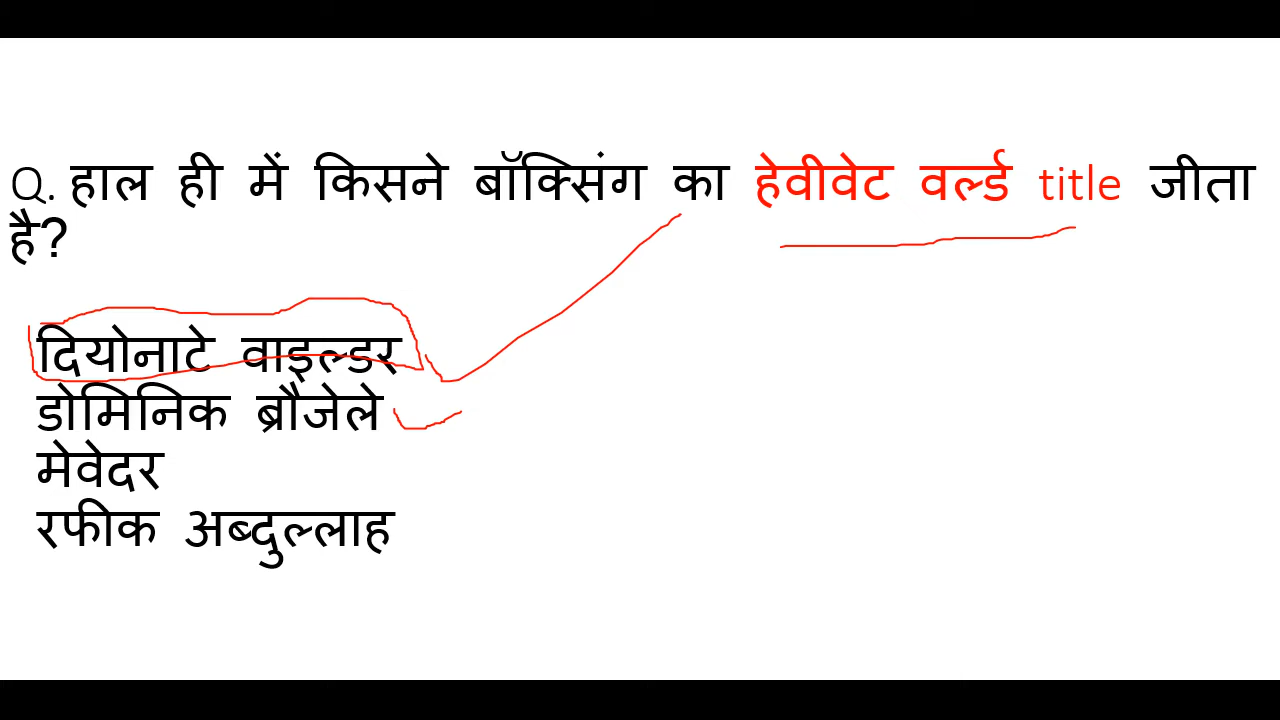 Q. हाल ही में किसने बॉक्सिंग का हेवीवेट वर्ल्ड title जीता
है?
दियोनाटे वाइल्डर
डोमिनिक ब्रौजेले
मेवेदर
रफीक अब्दुल्लाह